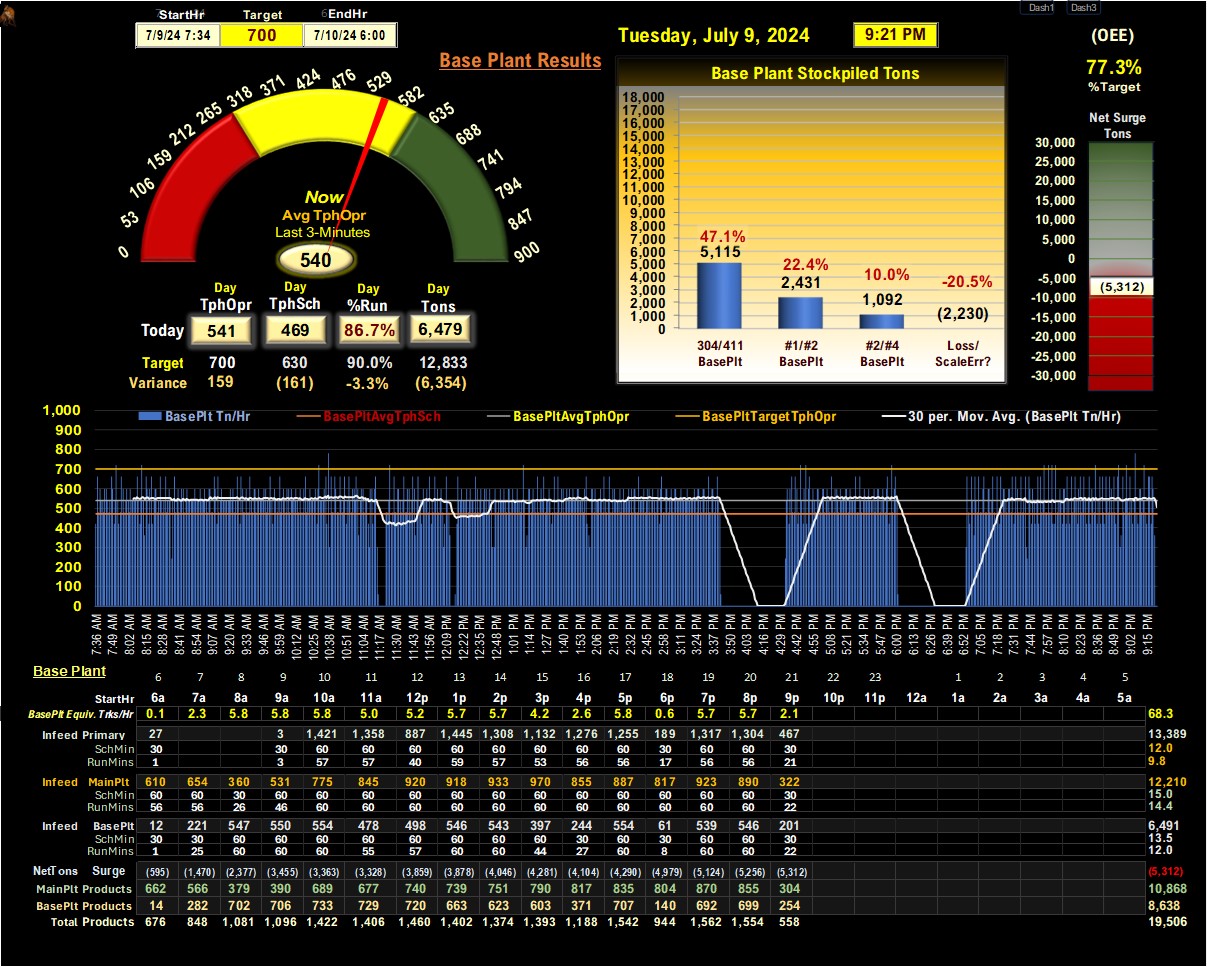 Dash1 Dash3
StartHr Target EndHr
7/9/24 7:34 700 7/10/24 6:00
Tuesday, July 9, 2024 9:21 PM
(OEE)
77.3%
%Target
Base Plant Results
0 53 106 159 212 265 318 371 424 476 529 582 635 688 741 794 847 900
Now
Avg TphOpr
Last 3-Minutes
540
Day Day Day Day
TphOpr TphSch %Run Tons
Today 541 469 86.7% 6,479
Target 700 630 90.0% 12,833
Variance 159 (161) -3.3% (6,354)
Base Plant Stockpiled Tons
18,000
17,000
16,000
15,000
14,000
13,000
12,000
11,000
10,000
9,000
8,000
7,000
6,000
5,000
4,000
3,000
2,000
1,000
0
47.1% 22.4% 10.0% -20.5%
5,115 2,431 1,092 (2,230)
304/411 #1/#2 #2/#4 Loss/
BasePlt BasePlt BasePlt ScaleErr?
Net Surge
Tons
30,000
25,000
20,000
15,000
10,000
5,000
0
-5,000
(5,312)
-10,000
-15,000
-20,000
-25,000
-30,000
BasePlt Tn/Hr BasePltAvgTphSch BasePltAvgTphOpr BasePltTargetTphOpr 30 per. Mov. Avg. (BasePlt Tn/Hr)
1,000
900
800
700
600
500
400
300
200
100
0
7:36 AM 7:49 AM 8:02 AM 8:15 AM 8:28 AM 8:41 AM 8:54 AM 9:07 AM 9:20 AM 9:33 AM 9:46 AM 9:59 AM 10:12 AM 10:25 AM 10:38 AM 10:51 AM 11:04 AM 11:17 AM 11:30 AM 11:43 AM 11:56 AM 12:09 PM 12:22 PM 12:35 PM 12:48 PM 1:01 PM 1:14 PM 1:27 PM 1:40 PM 1:53 PM 2:06 PM 2:19 PM 2:32 PM 2:45 PM 2:58 PM 3:11 PM 3:24 PM 3:37 PM 3:50 PM 4:03 PM 4:16 PM 4:29 PM 4:42 PM 4:55 PM 5:08 PM 5:21 PM 5:34 PM 5:47 PM 6:00 PM 6:13 PM 6:26 PM 6:39 PM 6:52 PM 7:05 PM 7:18 PM 7:31 PM 7:44 PM 7:57 PM 8:10 PM 8:23 PM 8:36 PM 8:49 PM 9:02 PM 9:15 PM
Base Plant
6 7 8 9 10 11 12 13 14 15 16 17 18 19 20 21 22 23 1 2 3 4 5
StartHr 6a 7a 8a 9a 10a 11a 12p 1p 2p 3p 4p 5p 6p 7p 8p 9p 10p 11p 12a 1a 2a 3a 4a 5a
BasePlt Equiv. Trks/Hr 0.1 2.3 5.8 5.8 5.8 5.0 5.2 5.7 5.7 4.2 2.6 5.8 0.6 5.7 5.7 2.1 68.3
Infeed Primary 27 3 1,421 1,358 887 1,445 1,308 1,132 1,276 1,255 189 1,317 1,304 467 13,389
SchMin 30 30 60 60 60 60 60 60 60 60 30 60 60 30 12.0
RunMins 1 3 57 57 40 59 57 53 56 56 17 56 56 21 9.8
Infeed MainPlt 610 654 360 531 775 845 920 918 933 970 855 887 817 923 890 322 12,210
SchMin 60 60 30 60 60 60 60 60 60 60 60 60 60 60 60 30 15.0
RunMins 56 56 26 46 60 60 60 60 60 60 60 60 60 60 60 22 14.4
Infeed BasePlt 12 221 547 550 554 478 498 546 543 397 244 554 61 539 546 201 6,491
SchMin 30 30 60 60 60 60 60 60 60 60 30 60 30 60 60 30 13.5
RunMins 1 25 60 60 60 55 57 60 60 44 27 60 8 60 60 22 12.0
NetTons Surge (595) (1,470) (2,377) (3,455) (3,363) (3,328) (3,859) (3,878) (4,046) (4,281) (4,104) (4,290) (4,979) (5,124) (5,256) (5,312) (5,312)
MainPlt Products 662 566 379 390 689 677 740 739 751 790 817 835 804 870 855 304 10,868
BasePlt Products 14 282 702 706 733 729 720 663 623 603 371 707 140 692 699 254 8,638
Total Products 676 848 1,081 1,096 1,422 1,406 1,460 1,402 1,374 1,393 1,188 1,542 944 1,562 1,554 558 19,506